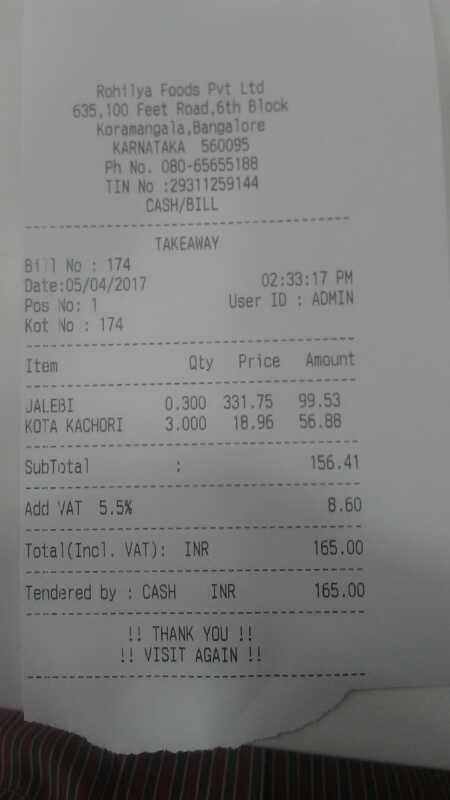 Rohilya Foods Pvt Ltd
635,100 Feet Road,6th Block
Koramangala,Bangalore
KARNATAKA 560095
Ph No. 080-65655188
TIN No :29311259144
CASH/BILL
TAKEAWAY
Bill No : 174
Date:05/04/2017 02:33:17 PM
Pos No: 1 User ID : ADMIN
Kot No : 174
Item Qty Price Amount
JALEBI 0.300 331.75 99.53
KOTA KACHORI 3.000 18.96 56.88
SubTotal : 156.41
Add VAT 5.5% 8.60
Total(Incl. VAT): INR 165.00
Tendered by : CASH INR 165.00
!! THANK YOU !!
!! VISIT AGAIN !!